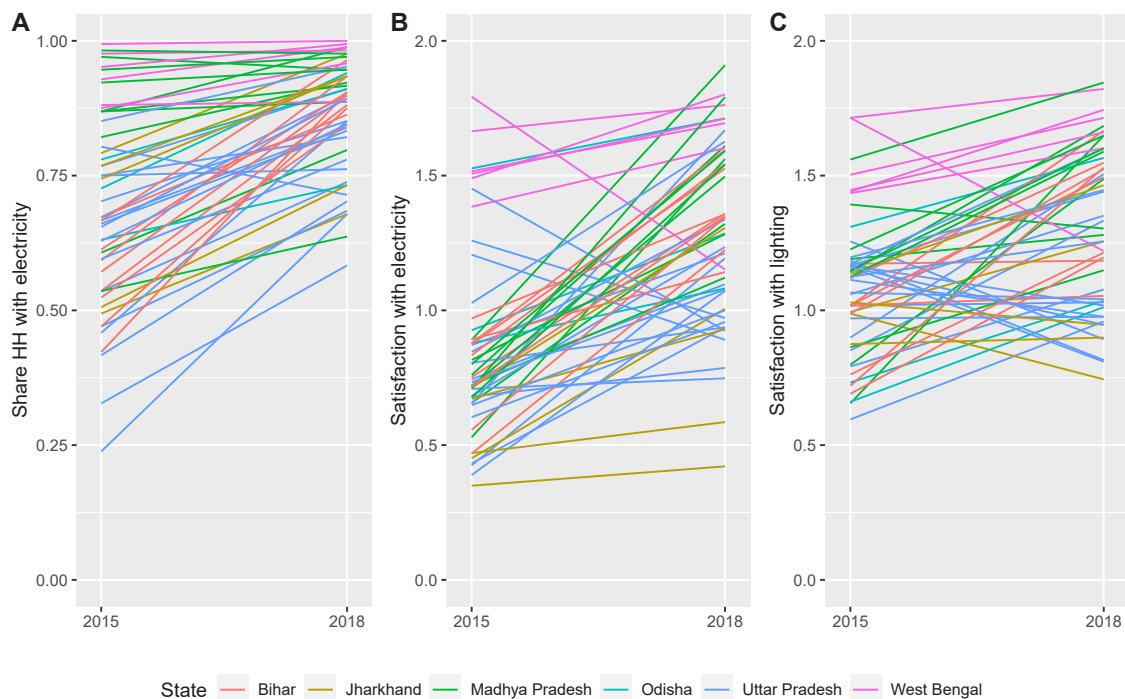 A
Share HH with electricity
1.00
0.75
0.50
0.25
0.00
2015 2018
B
Satisfaction with electricity
2.0
1.5
1.0
0.5
0.0
2015 2018
C
Satisfaction with lighting
2.0
1.5
1.0
0.5
0.0
2015 2018
State Bihar Jharkhand Madhya Pradesh Odisha Uttar Pradesh West Bengal